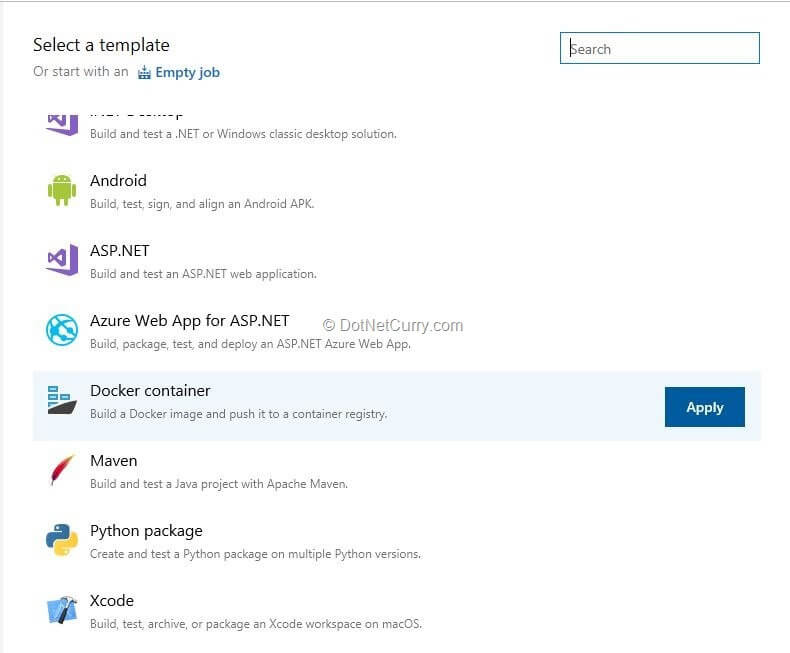 Select a template
Search
Or start with an Empty job
.NET Desktop
Build and test a .NET or Windows classic desktop solution.
Android
Build, test, sign, and align an Android APK.
ASP.NET
Build and test an ASP.NET web application.
Azure Web App for ASP.NET
© DotNetCurry.com
Build, package, test, and deploy an ASP.NET Azure Web App.
Docker container
Build a Docker image and push it to a container registry.
Apply
Maven
Build and test a Java project with Apache Maven.
Python package
Create and test a Python package on multiple Python versions.
Xcode
Build, test, archive, or package an Xcode workspace on macOS.